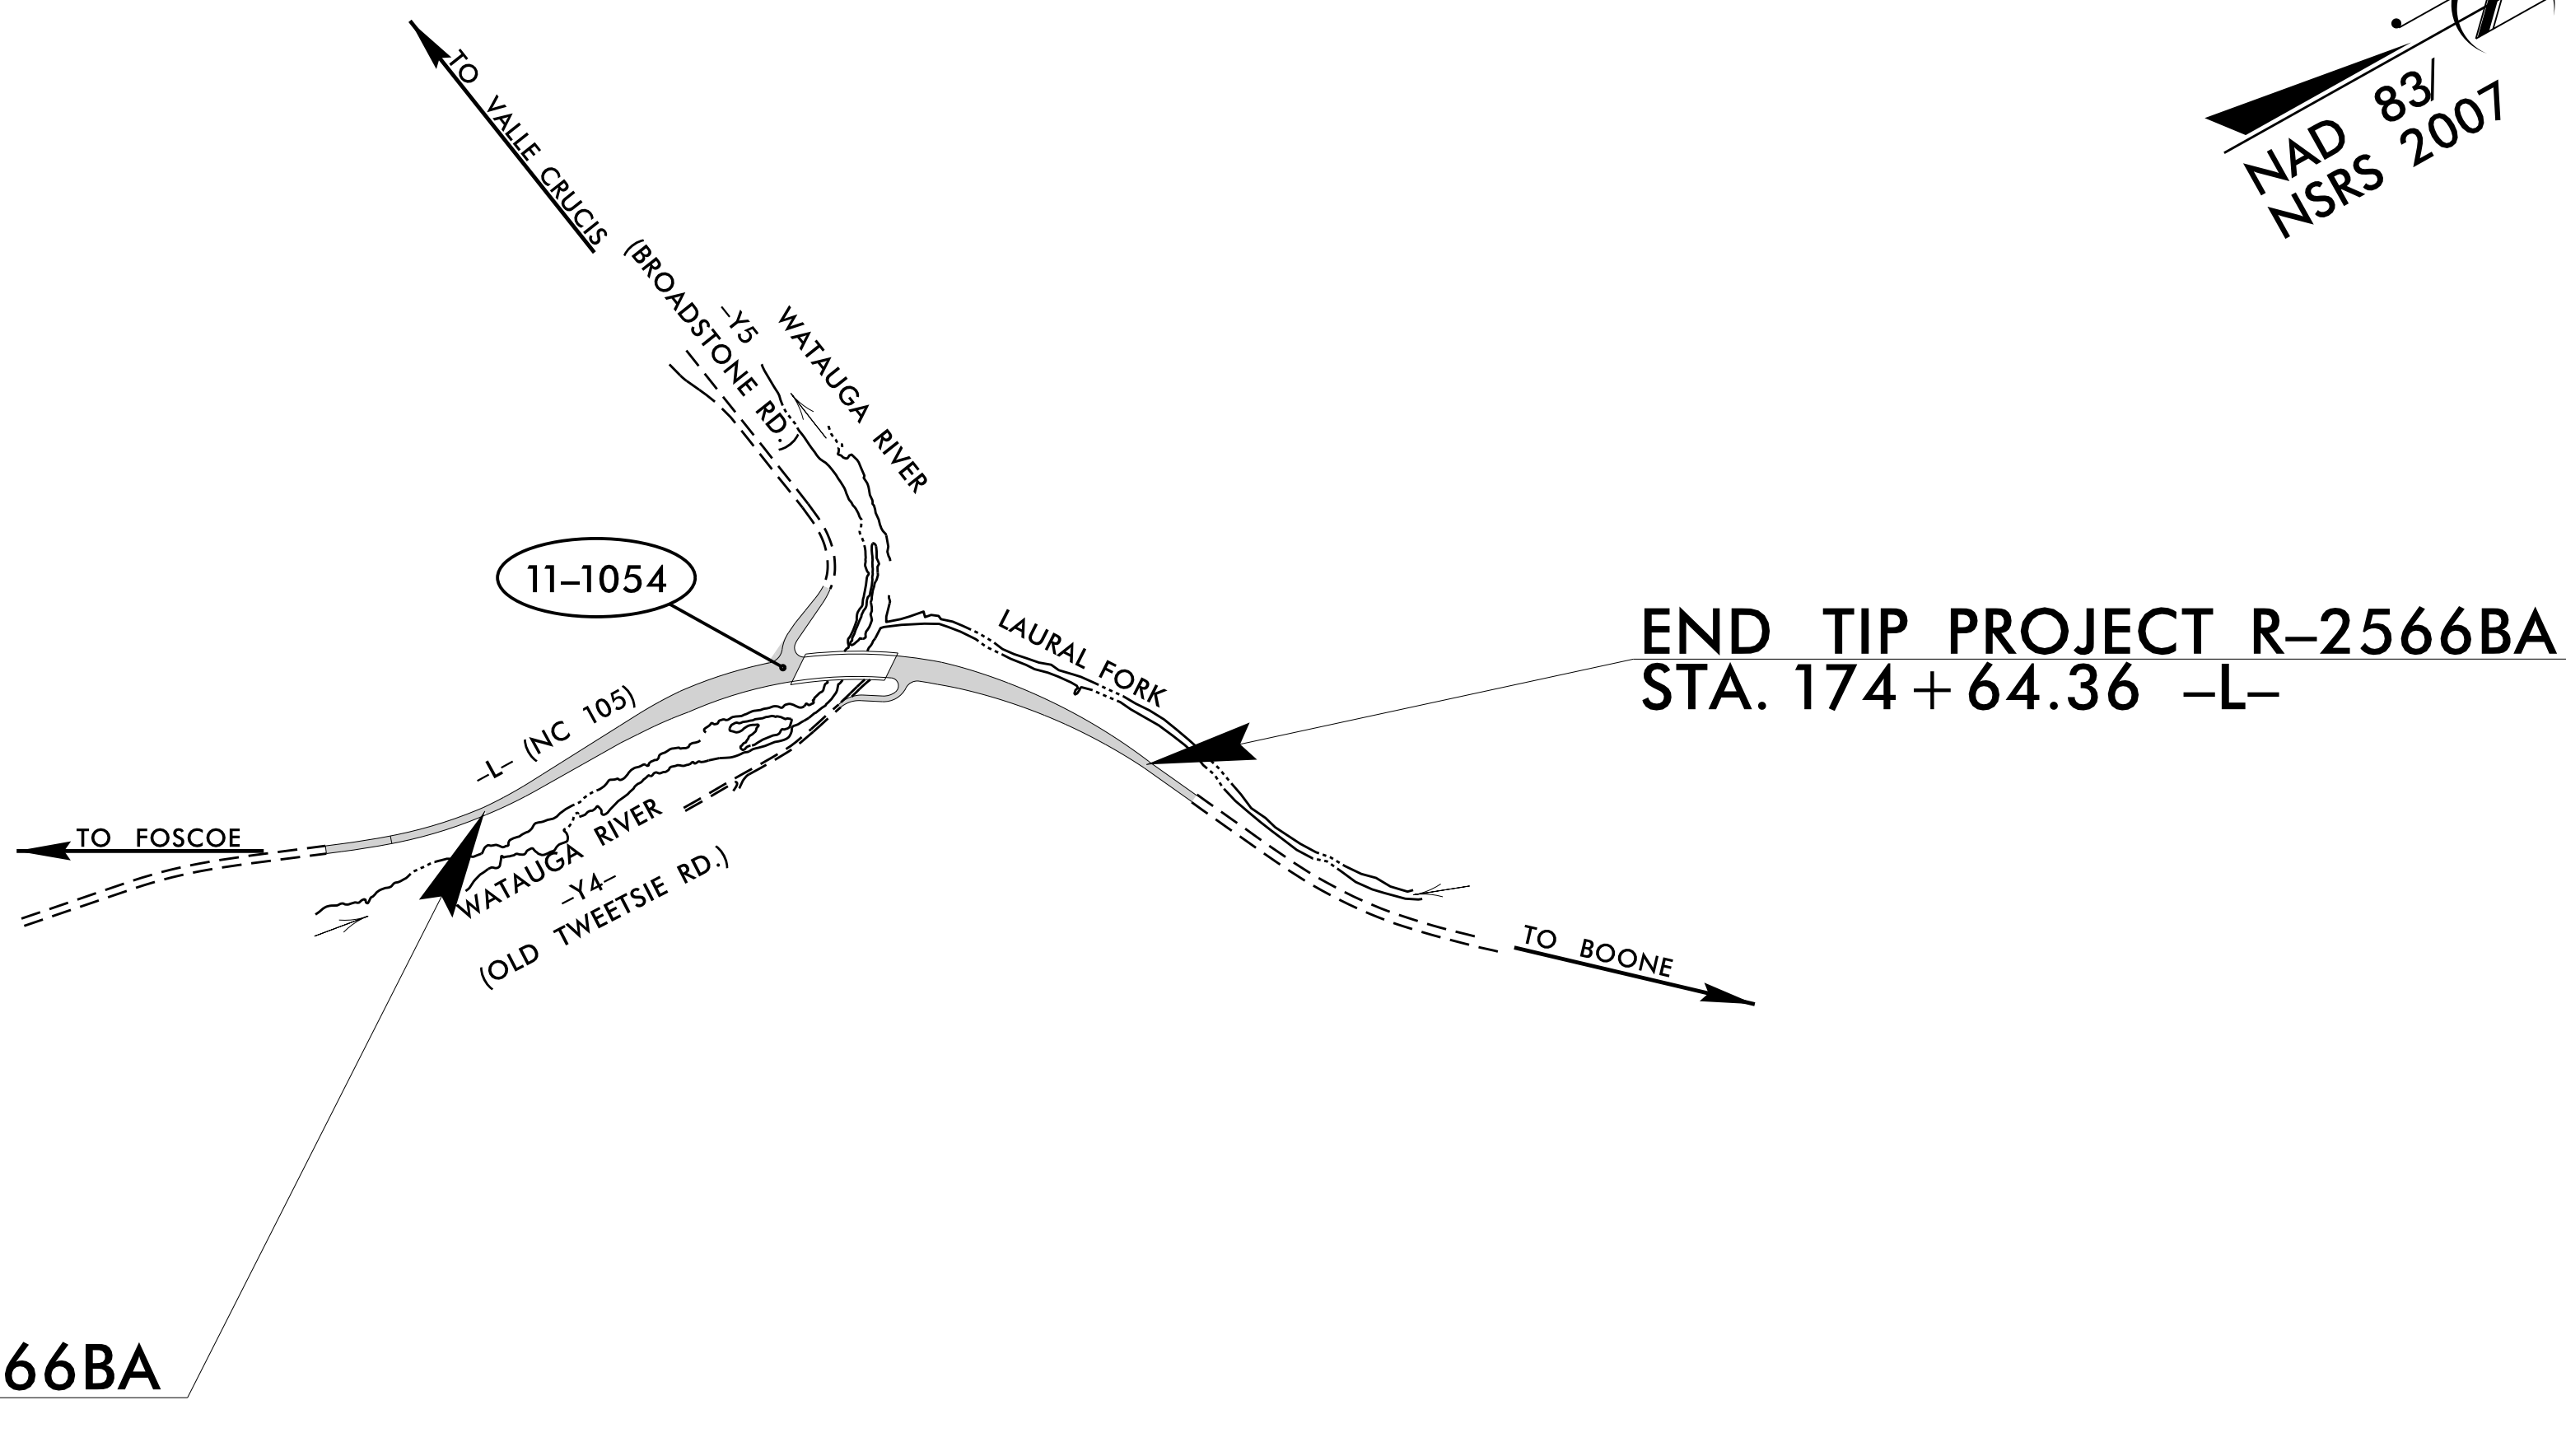 TO VALLE CRUCIS
NAD 83/
NSRS 2007
(BROADSTONE RD.)
–Y5
WATAUGA RIVER
11–1054
LAURAL FORK
END TIP PROJECT R–2566BA
STA. 174+64.36 –L–
–L– (NC 105)
TO FOSCOE
WATAUGA RIVER
–Y4–
(OLD TWEETSIE RD.)
TO BOONE
66BA